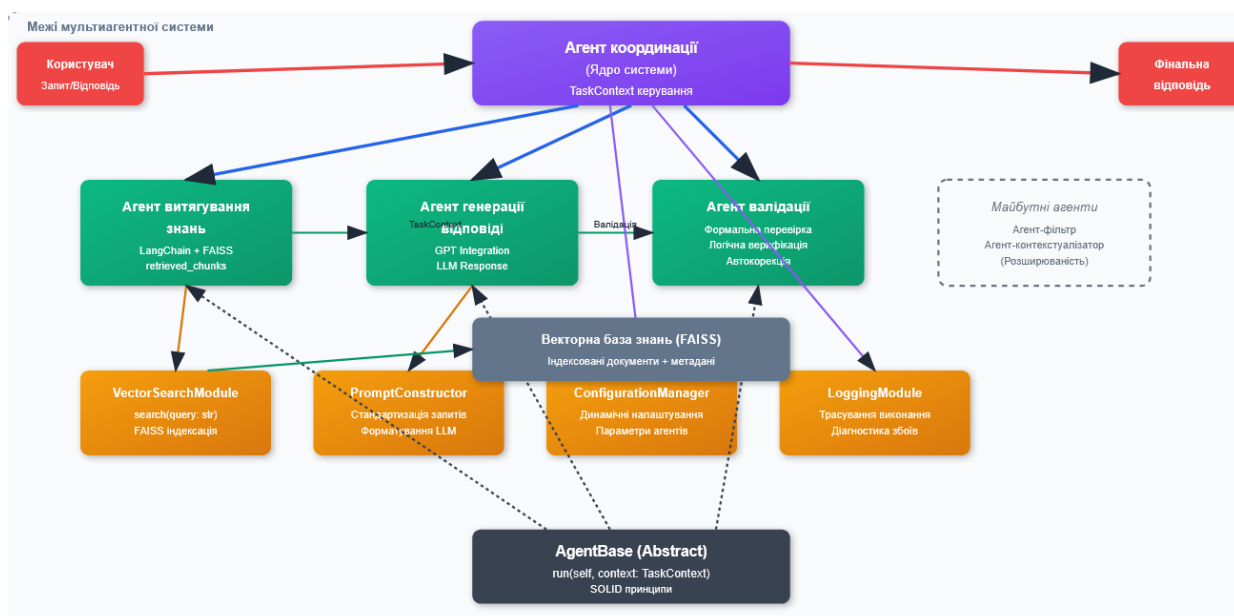 Межі мультиагентної системи
Користувач
Запит/Відповідь
Агент координації
(Ядро системи)
TaskContext керування
Фінальна
відповідь
Агент витягування
знань
LangChain + FAISS
retrieved_chunks
TaskContext
Агент генерації
відповіді
GPT Integration
LLM Response
Валідація
Агент валідації
Формальна перевірка
Логічна верифікація
Автокорекція
Майбутні агенти
Агент-фільтр
Агент-контекстуалізатор
(Розширюваність)
Векторна база знань (FAISS)
Індексовані документи + метадані
VectorSearchModule
search(query: str)
FAISS індексація
PromptConstructor
Стандартизація запитів
Форматування LLM
ConfigurationManager
Динамічні налаштування
Параметри агентів
LoggingModule
Трасування виконання
Діагностика збоїв
AgentBase (Abstract)
run(self, context: TaskContext)
SOLID принципи